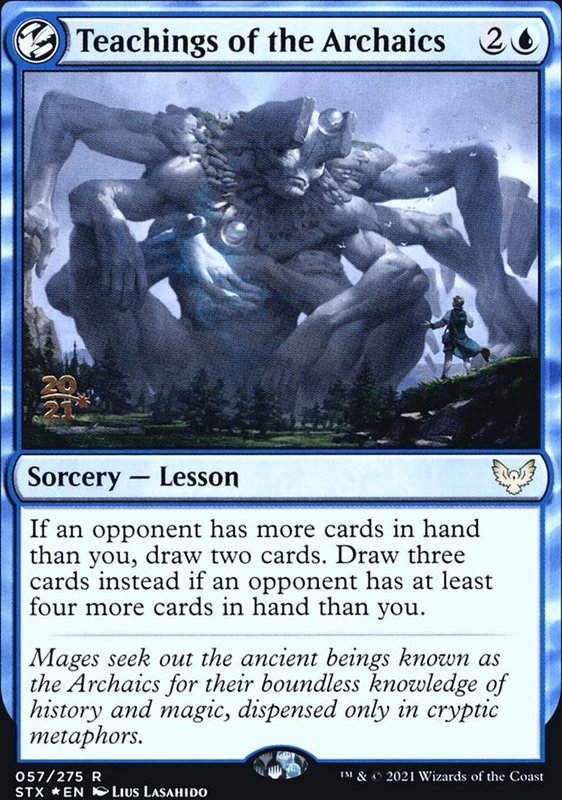 Teachings of the Archaics 2
20
21
Sorcery — Lesson
If an opponent has more cards in hand
than you, draw two cards. Draw three
cards instead if an opponent has at least
four more cards in hand than you.
Mages seek out the ancient beings known as
the Archaics for their boundless knowledge of
history and magic, dispensed only in cryptic
metaphors.
057/275 R
STX ★ EN Lius Lasahido
™ & © 2021 Wizards of the Coast